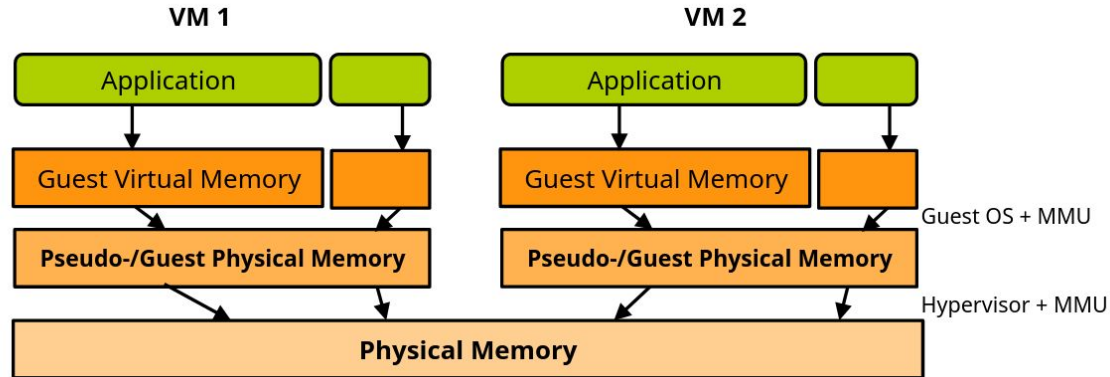 VM 1
VM 2
Application
Application
Guest Virtual Memory
Guest Virtual Memory
Guest OS + MMU
Pseudo-/Guest Physical Memory
Pseudo-/Guest Physical Memory
Hypervisor + MMU
Physical Memory